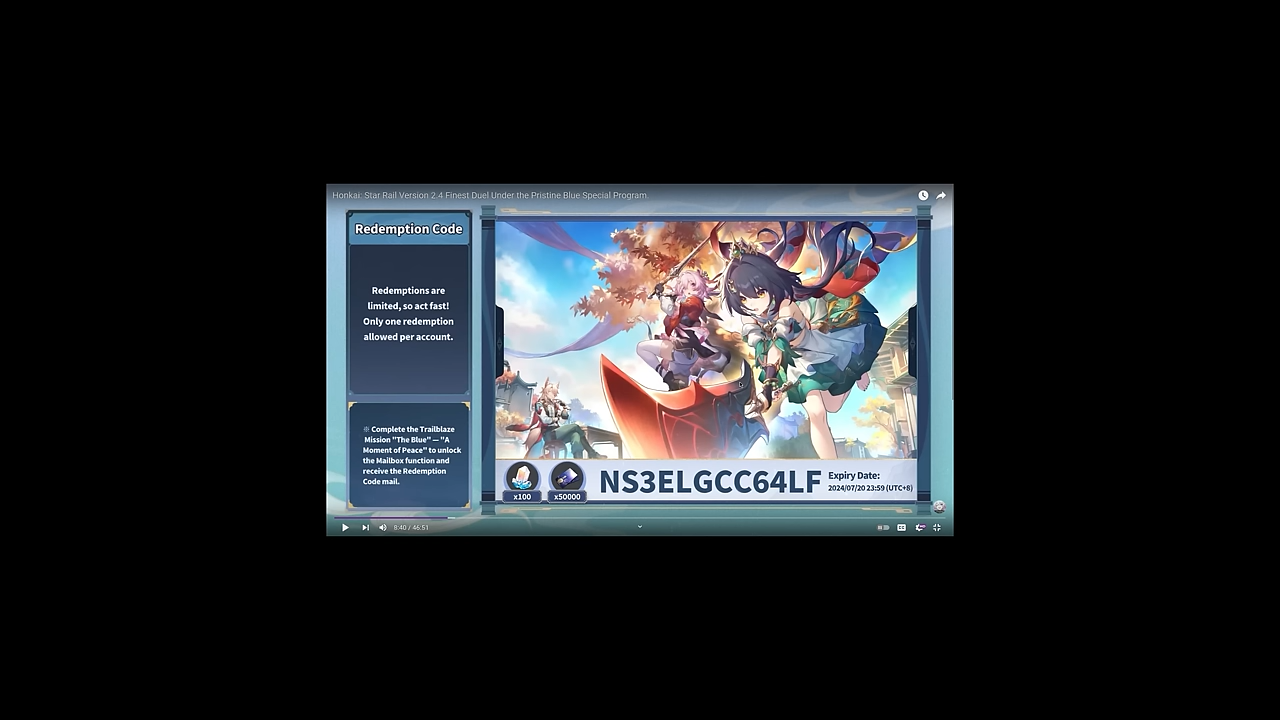 Honkai: Star Rail Version 2.4 Finest Duel Under the Pristine Blue Special Program
Redemption Code
Redemptions are
limited, so act fast!
Only one redemption
allowed per account.
※ Complete the Trailblaze
Mission "The Blue" — "A
Moment of Peace" to unlock
the Mailbox function and
receive the Redemption
Code mail.
x100
x50000
NS3ELGCC64LF
Expiry Date:
2024/07/20 23:59 (UTC+8)
8:40 / 46:51